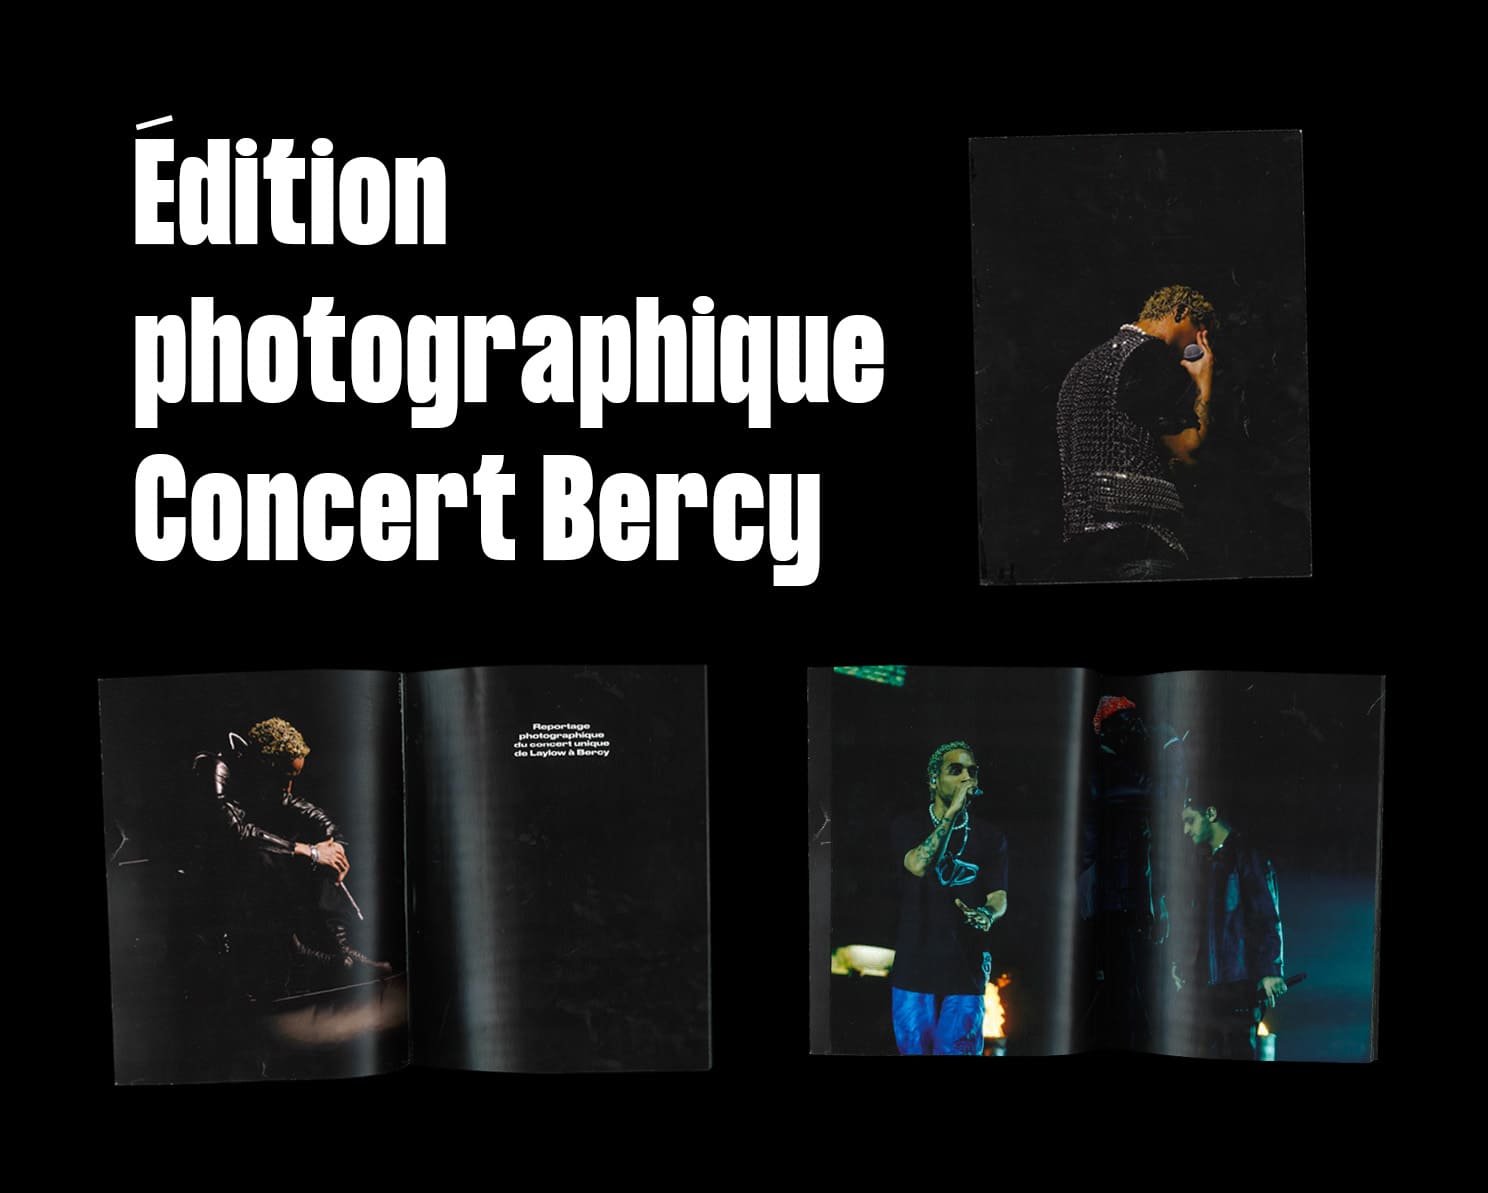 Édition
photographique
Concert Bercy
Reportage
photographique
du concert unique
de Laylow à Bercy